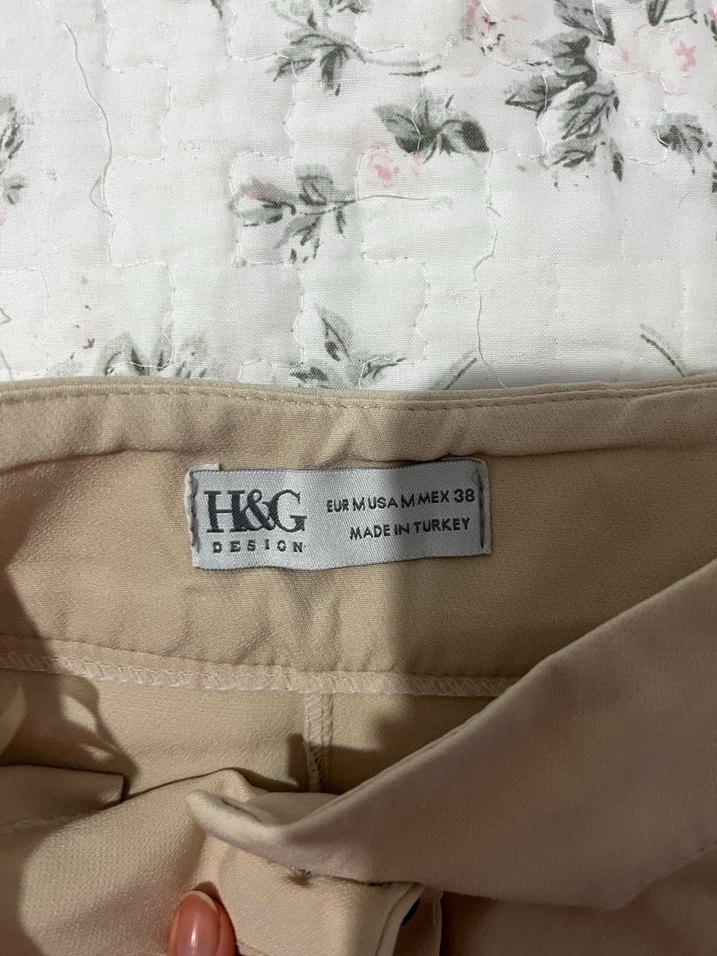 H&G
DESIGN
EUR M USA M MEX 38
MADE IN TURKEY